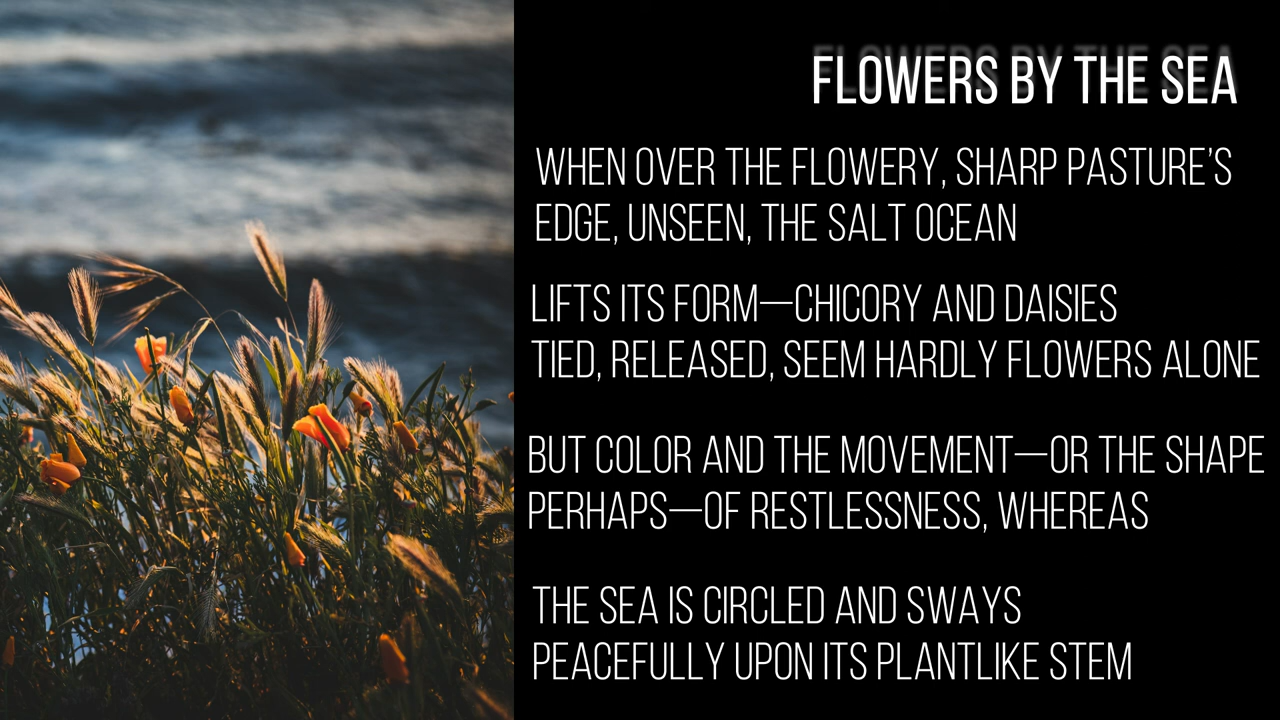 FLOWERS BY THE SEA
WHEN OVER THE FLOWERY, SHARP PASTURE’S
EDGE, UNSEEN, THE SALT OCEAN
LIFTS ITS FORM—CHICORY AND DAISIES
TIED, RELEASED, SEEM HARDLY FLOWERS ALONE
BUT COLOR AND THE MOVEMENT—OR THE SHAPE
PERHAPS—OF RESTLESSNESS, WHEREAS
THE SEA IS CIRCLED AND SWAYS
PEACEFULLY UPON ITS PLANTLIKE STEM